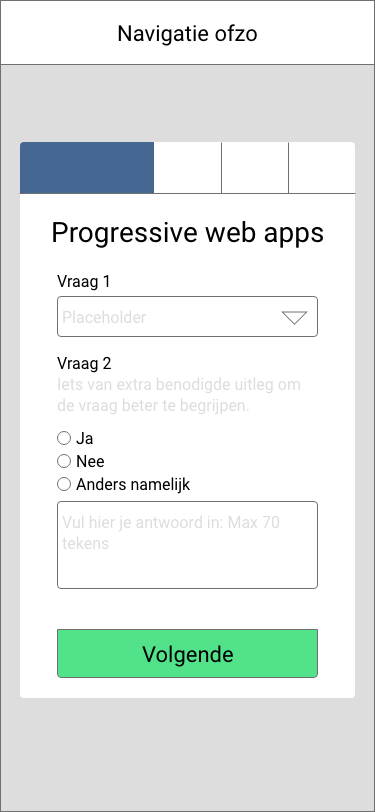 Navigatie ofzo
Progressive web apps
Vraag 1
Placeholder
Vraag 2
Iets van extra benodigde uitleg om
de vraag beter te begrijpen.
Ja
Nee
Anders namelijk
Vul hier je antwoord in: Max 70
tekens
Volgende